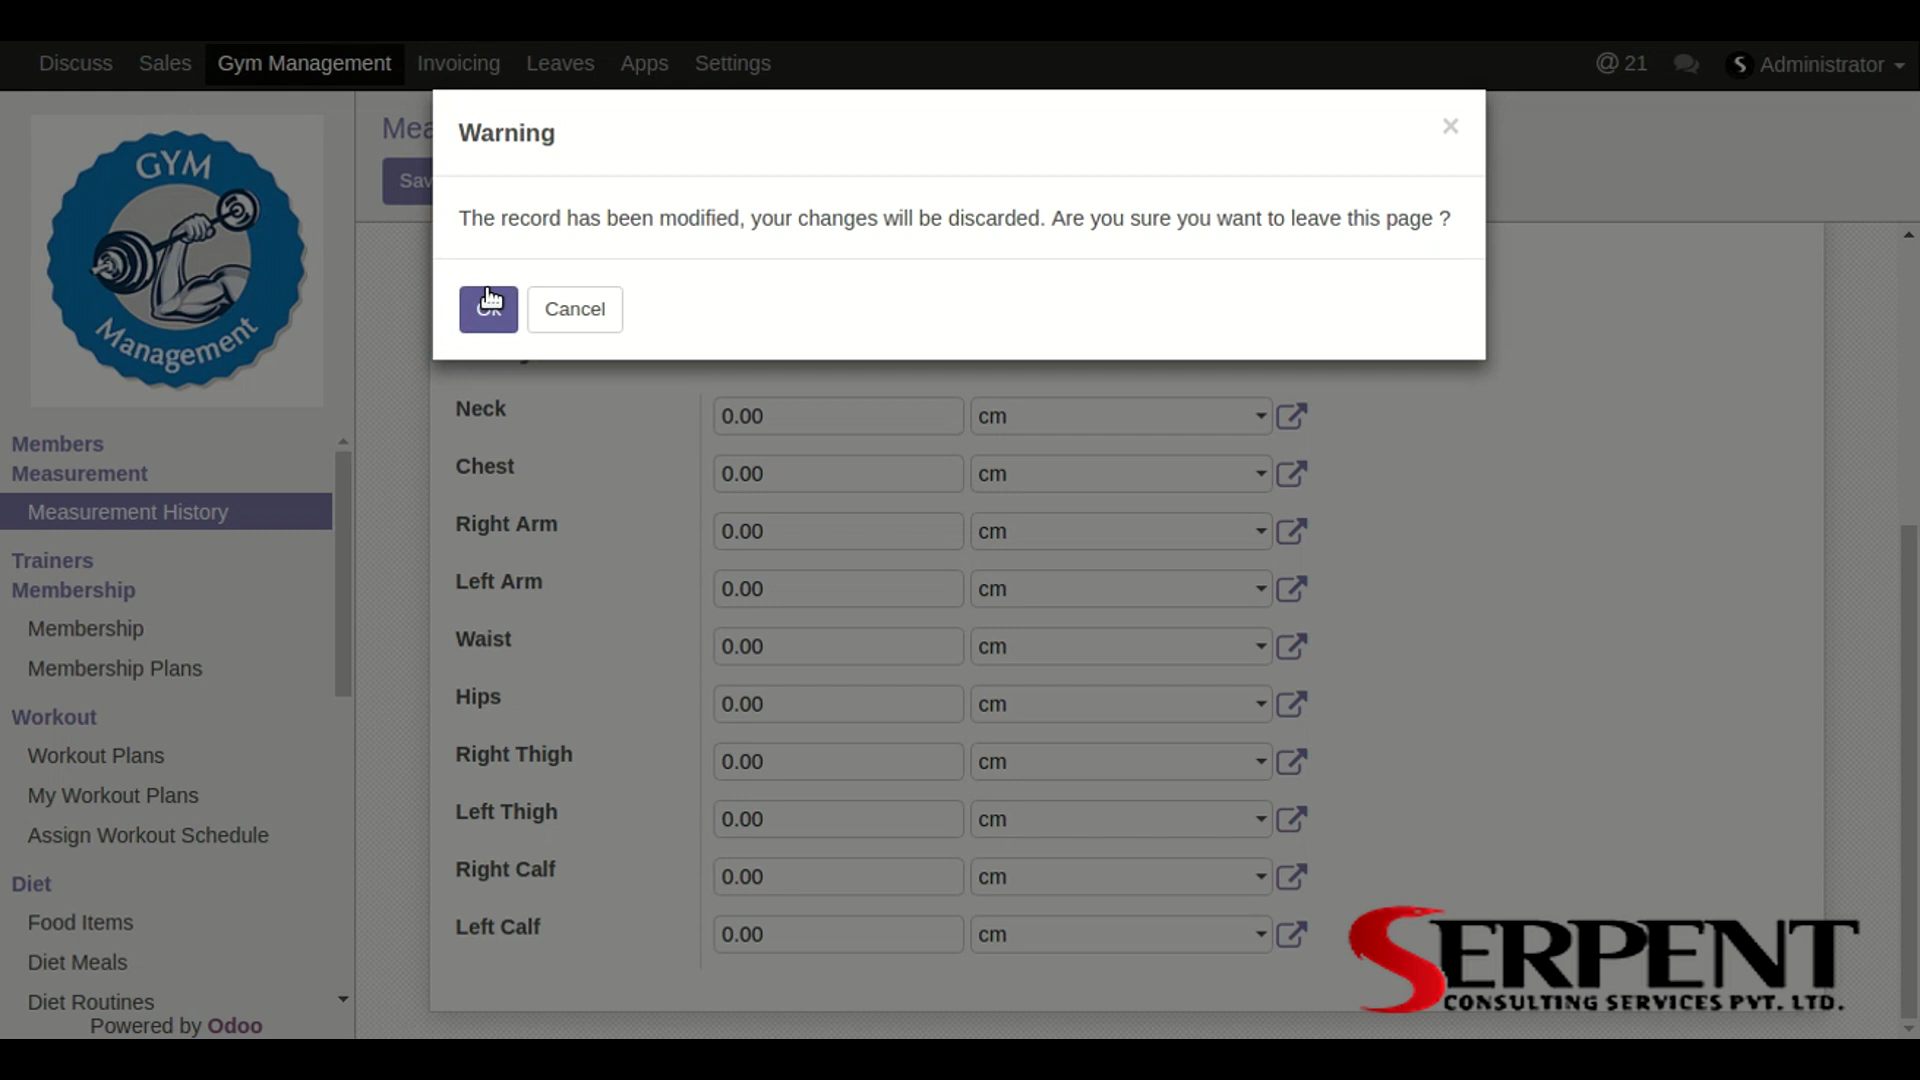 Discuss Sales Gym Management Invoicing Leaves Apps Settings @ 21 Administrator
GYM
Management
Mea
Sav
Warning
×
The record has been modified, your changes will be discarded. Are you sure you want to leave this page ?
Ok Cancel
Members
Measurement
Measurement History
Trainers
Membership
Membership
Membership Plans
Workout
Workout Plans
My Workout Plans
Assign Workout Schedule
Diet
Food Items
Diet Meals
Diet Routines
Powered by Odoo
Neck 0.00 cm
Chest 0.00 cm
Right Arm 0.00 cm
Left Arm 0.00 cm
Waist 0.00 cm
Hips 0.00 cm
Right Thigh 0.00 cm
Left Thigh 0.00 cm
Right Calf 0.00 cm
Left Calf 0.00 cm
SERPENT
CONSULTING SERVICES PVT. LTD.